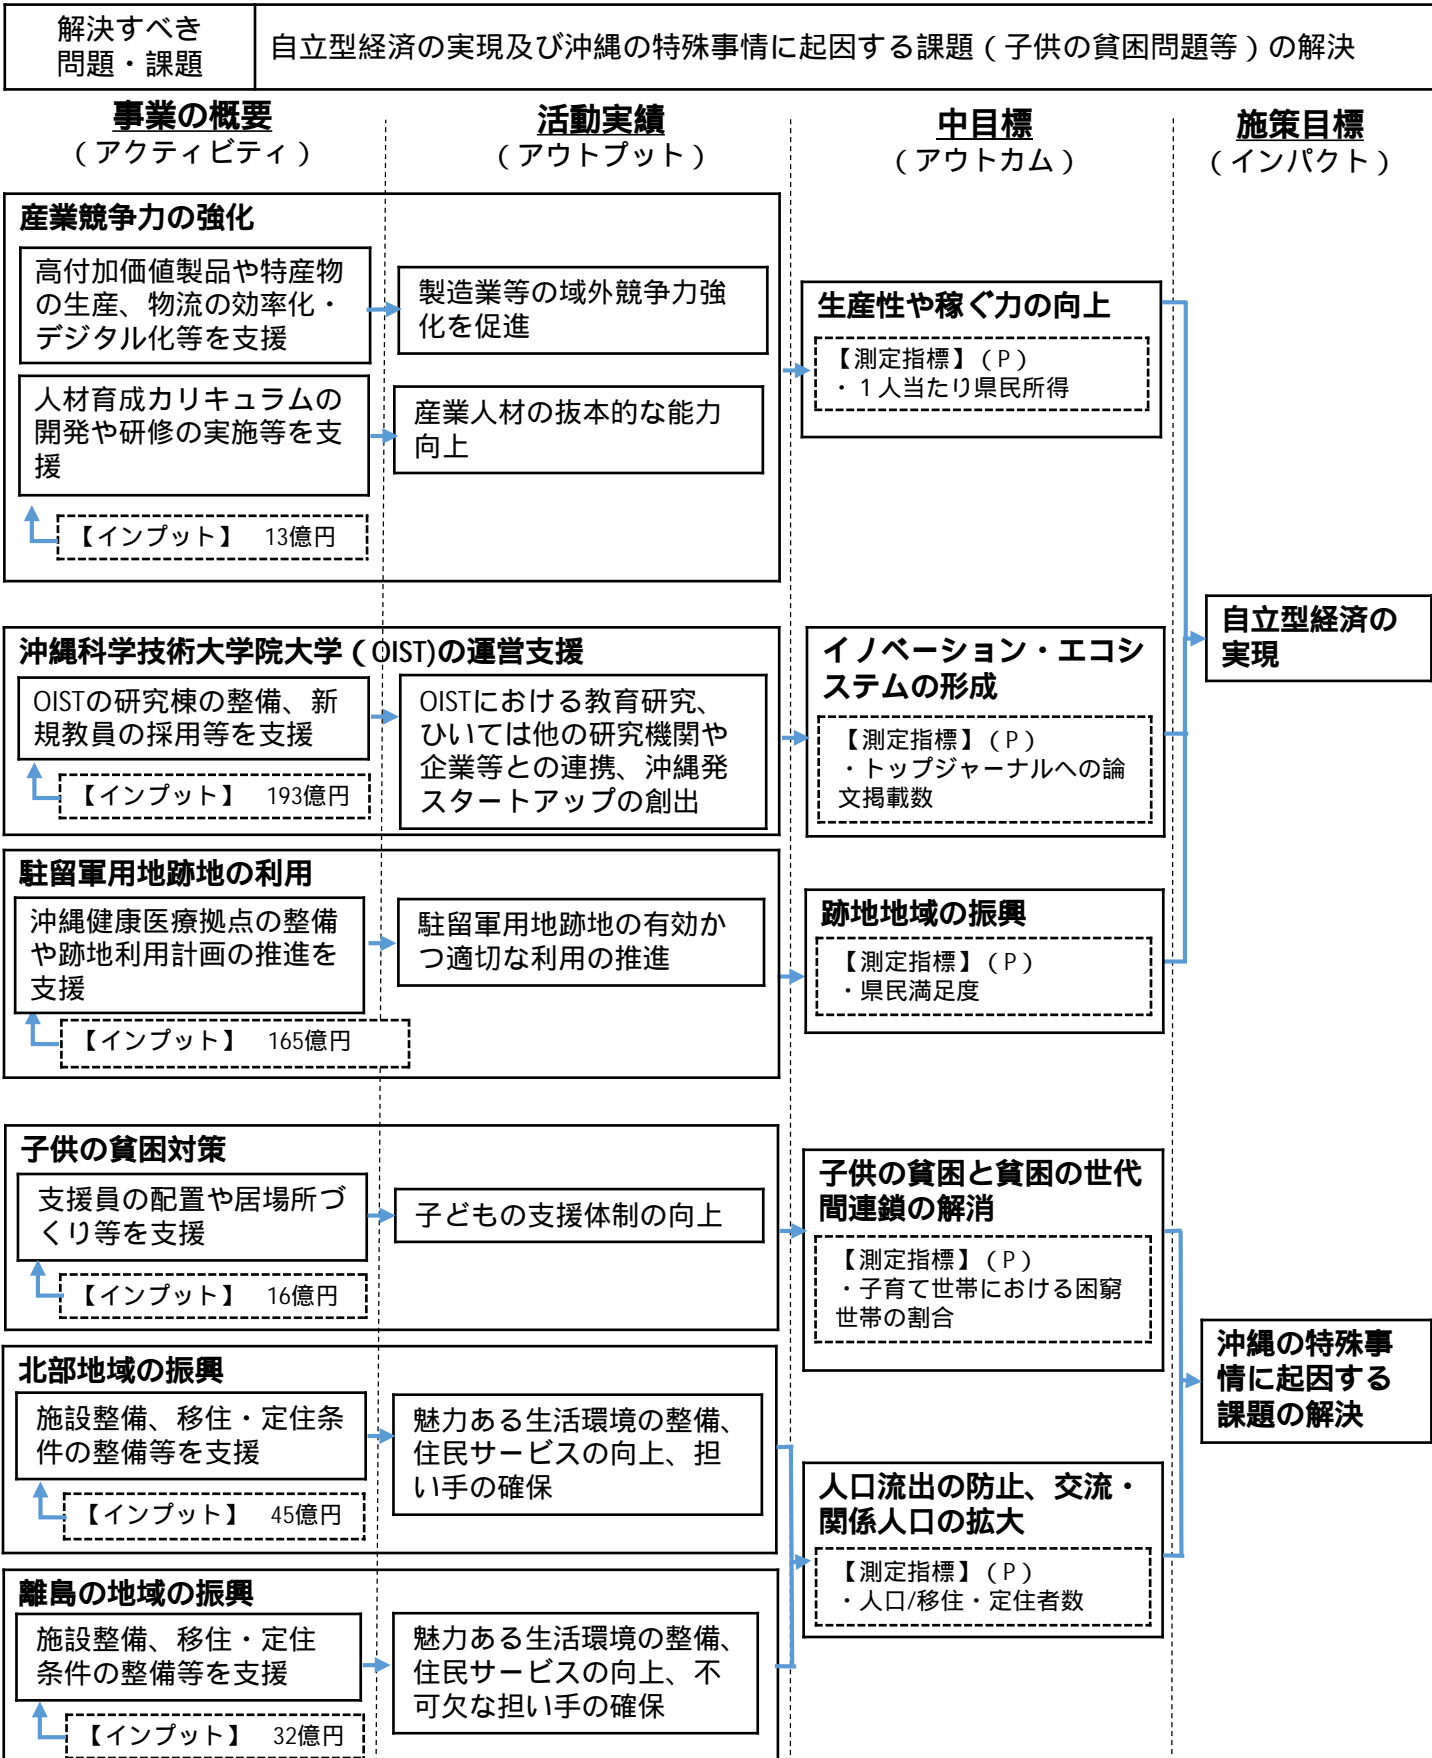 解決すべき
問題・課題
自立型経済の実現及び沖縄の特殊事情に起因する課題(子供の貧困問題等)の解決
事業の概要
(アクティビティ)
活動実績
(アウトプット)
中目標
(アウトカム)
施策目標
(インパクト)
産業競争力の強化
高付加価値製品や特産物
の生産、物流の効率化・
デジタル化等を支援
製造業等の域外競争力強
化を促進
人材育成カリキュラムの
開発や研修の実施等を支
援
産業人材の抜本的な能力
向上
【インプット】 13億円
生産性や稼ぐ力の向上
【測定指標】(P)
・1人当たり県民所得
沖縄科学技術大学院大学(OIST)の運営支援
OISTの研究棟の整備、新
規教員の採用等を支援
【インプット】 193億円
OISTにおける教育研究、
ひいては他の研究機関や
企業等との連携、沖縄発
スタートアップの創出
イノベーション・エコシ
ステムの形成
【測定指標】(P)
・トップジャーナルへの論
文掲載数
自立型経済の
実現
駐留軍用地跡地の利用
沖縄健康医療拠点の整備
や跡地利用計画の推進を
支援
【インプット】 165億円
駐留軍用地跡地の有効か
つ適切な利用の推進
跡地地域の振興
【測定指標】(P)
・県民満足度
子供の貧困対策
支援員の配置や居場所づ
くり等を支援
【インプット】 16億円
子どもの支援体制の向上
子供の貧困と貧困の世代
間連鎖の解消
【測定指標】(P)
・子育て世帯における困窮
世帯の割合
北部地域の振興
施設整備、移住・定住条
件の整備等を支援
【インプット】 45億円
魅力ある生活環境の整備、
住民サービスの向上、担
い手の確保
沖縄の特殊事
情に起因する
課題の解決
人口流出の防止、交流・
関係人口の拡大
【測定指標】(P)
・人口/移住・定住者数
離島の地域の振興
施設整備、移住・定住
条件の整備等を支援
【インプット】 32億円
魅力ある生活環境の整備、
住民サービスの向上、不
可欠な担い手の確保